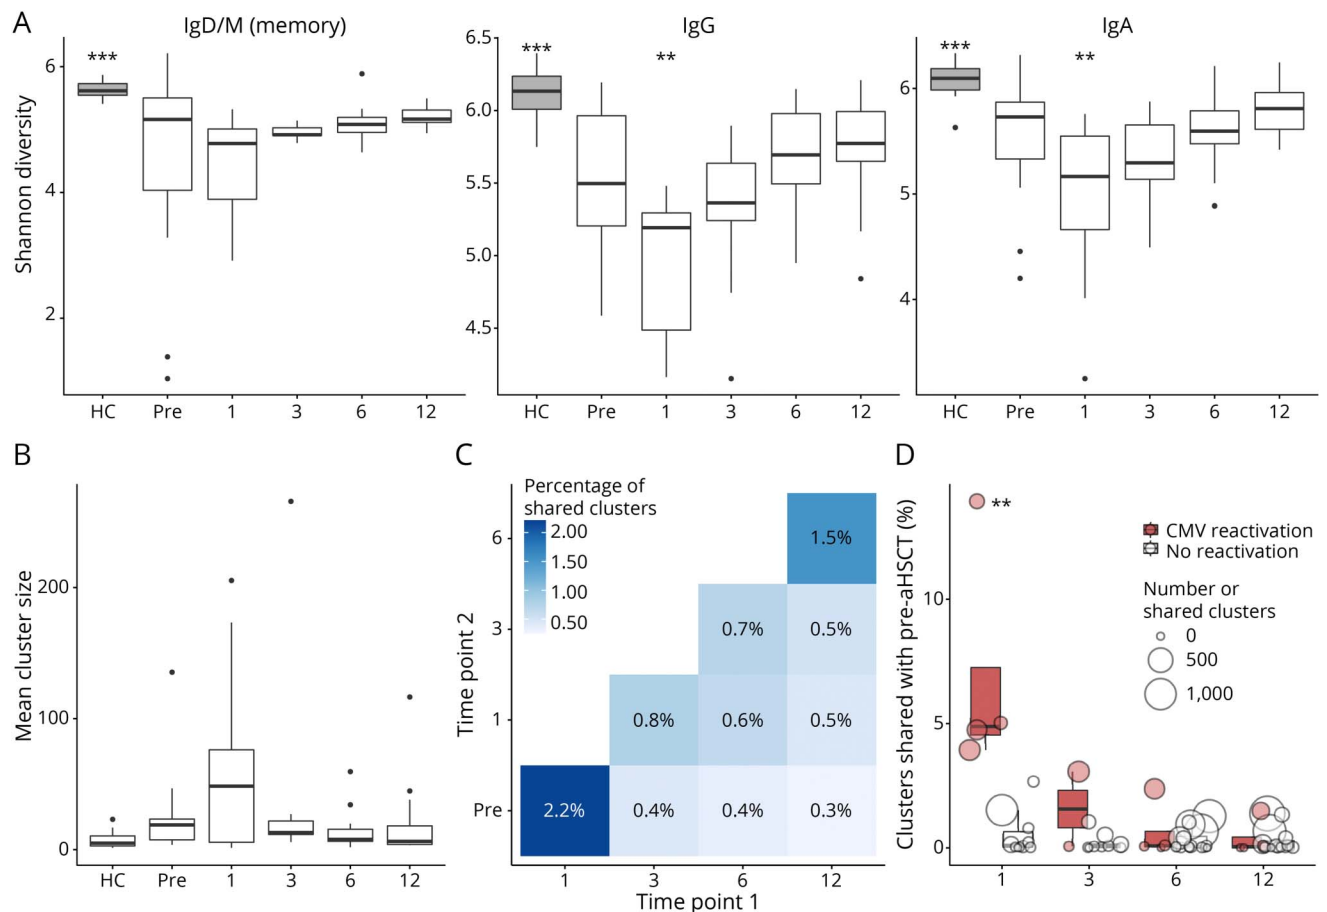 A
IgD/M (memory)
IgG
IgA
Shannon diversity
6
4
2
***
HC
Pre
1
3
6
12
6.5
6.0
5.5
5.0
4.5
***
**
HC
Pre
1
3
6
12
6
5
4
***
**
HC
Pre
1
3
6
12
B
Mean cluster size
200
100
0
HC
Pre
1
3
6
12
C
Percentage of
shared clusters
2.00
1.50
1.00
0.50
Time point 2
6
3
1
Pre
1.5%
0.7%
0.5%
0.8%
0.6%
0.5%
2.2%
0.4%
0.4%
0.3%
1
3
6
12
Time point 1
D
Clusters shared with pre-aHSCT (%)
10
5
0
**
CMV reactivation
No reactivation
Number or
shared clusters
0
500
1,000
1
3
6
12